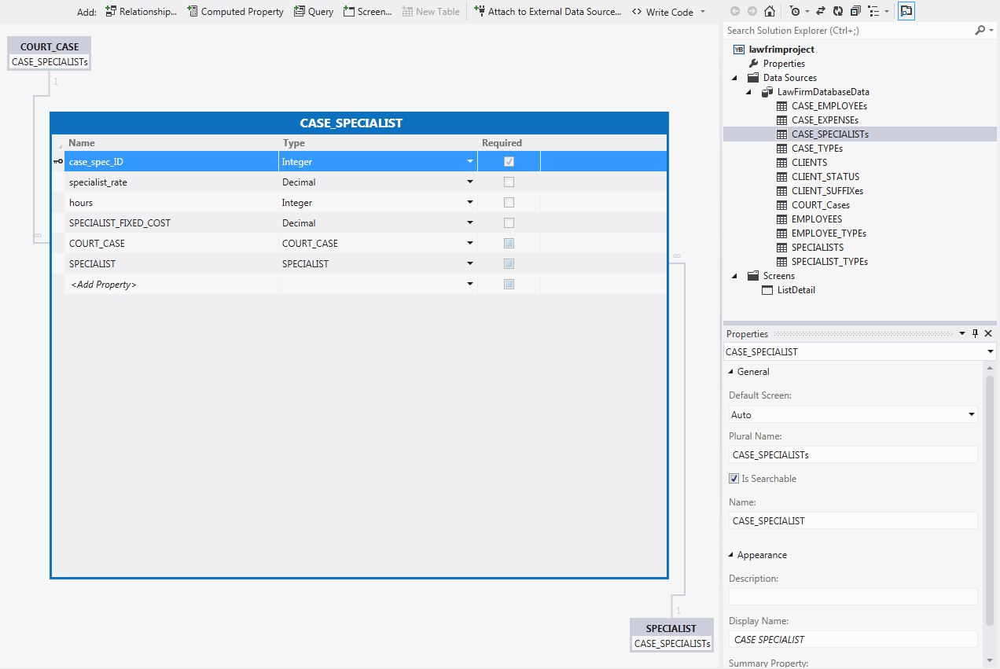 Add: Relationship... Computed Property Query Screen... New Table Attach to External Data Source... <> Write Code
COURT_CASE
CASE_SPECIALISTs
1
∞
CASE_SPECIALIST
Name Type Required
case_spec_ID Integer
specialist_rate Decimal
hours Integer
SPECIALIST_FIXED_COST Decimal
COURT_CASE COURT_CASE
SPECIALIST SPECIALIST
<Add Property>
∞
1
SPECIALIST
CASE_SPECIALISTs
Search Solution Explorer (Ctrl+;)
VB lawfrimproject
Properties
Data Sources
LawFirmDatabaseData
CASE_EMPLOYEEs
CASE_EXPENSEs
CASE_SPECIALISTs
CASE_TYPEs
CLIENTS
CLIENT_STATUS
CLIENT_SUFFIXes
COURT_Cases
EMPLOYEES
EMPLOYEE_TYPEs
SPECIALISTS
SPECIALIST_TYPEs
Screens
ListDetail
Properties
CASE_SPECIALIST
General
Default Screen:
Auto
Plural Name:
CASE_SPECIALISTs
Is Searchable
Name:
CASE_SPECIALIST
Appearance
Description:
Display Name:
CASE SPECIALIST
Summary Property: